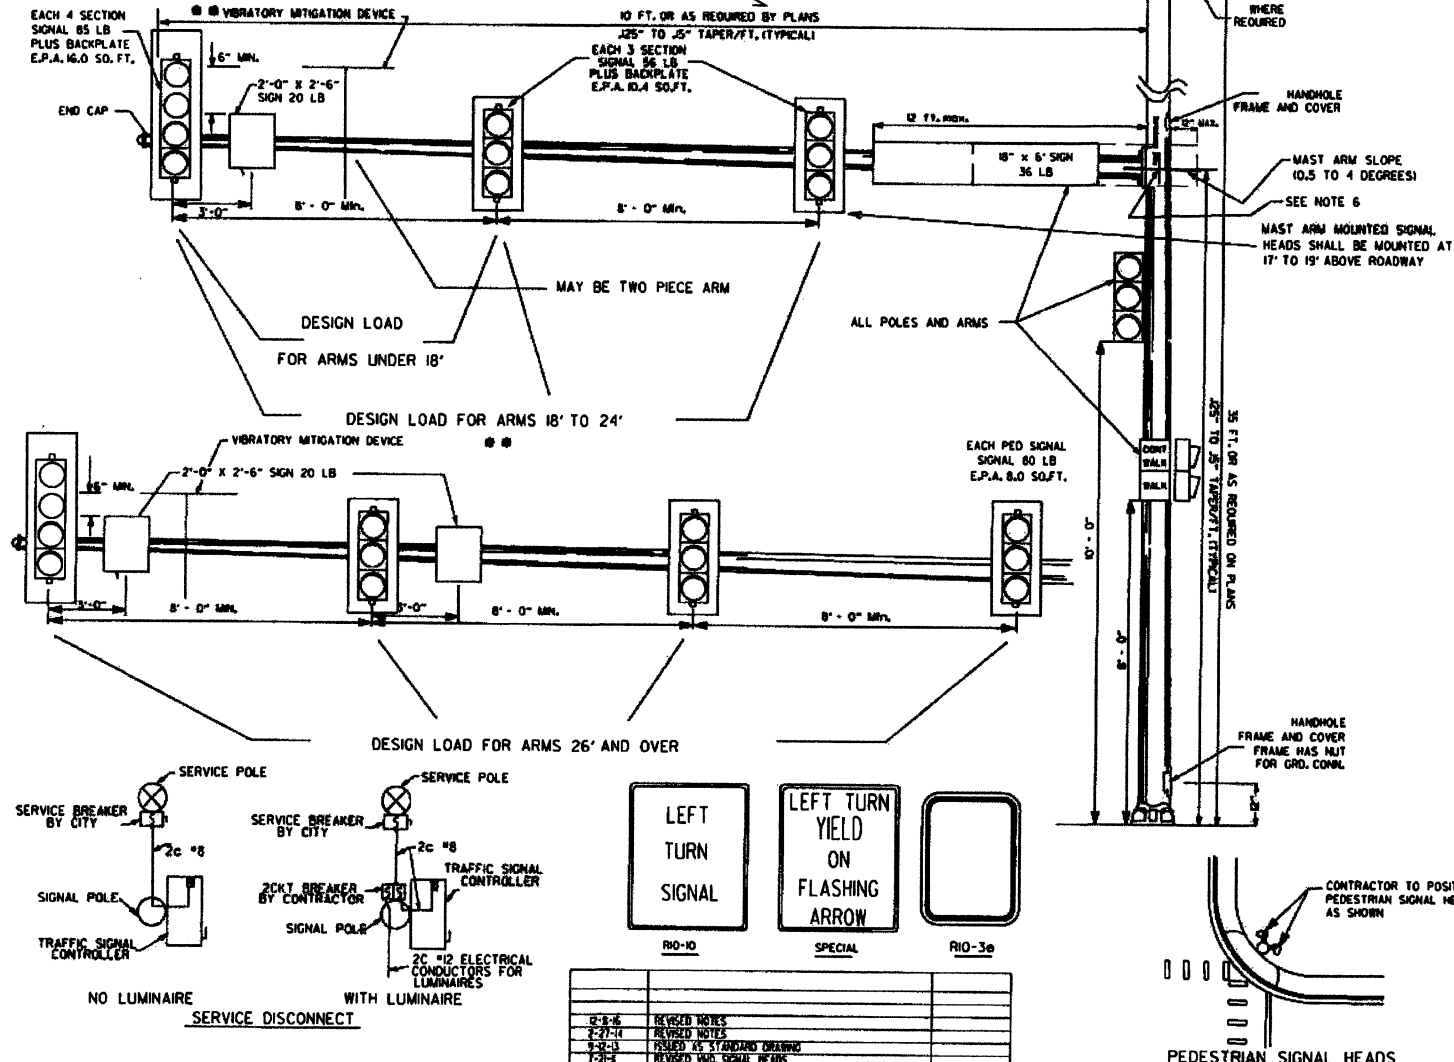 EACH 4 SECTION
SIGNAL 85 LB
PLUS BACKPLATE
E.P.A. 16.0 SQ. FT.
** VIBRATORY MITIGATION DEVICE
10 FT. OR AS REQUIRED BY PLANS
.125" TO .15" TAPER/FT. (TYPICAL)
WHERE
REQUIRED
6" MIN.
2'-0" X 2'-6"
SIGN 20 LB
EACH 3 SECTION
SIGNAL 56 LB
PLUS BACKPLATE
E.P.A. 10.4 SQ.FT.
END CAP
12 FT. max.
HANDHOLE
FRAME AND COVER
12" MAX.
18" x 6' SIGN
36 LB
MAST ARM SLOPE
(0.5 TO 4 DEGREES)
SEE NOTE 6
3'-0"
8' - 0" Min.
8' - 0" Min.
MAST ARM MOUNTED SIGNAL
HEADS SHALL BE MOUNTED AT
17' TO 19' ABOVE ROADWAY
MAY BE TWO PIECE ARM
DESIGN LOAD
FOR ARMS UNDER 18'
ALL POLES AND ARMS
DESIGN LOAD FOR ARMS 18' TO 24'
VIBRATORY MITIGATION DEVICE **
2'-0" X 2'-6" SIGN 20 LB
6" MIN.
EACH PED SIGNAL
SIGNAL 60 LB
E.P.A. 8.0 SQ.FT.
DONT
WALK
WALK
35 FT. OR AS REQUIRED ON PLANS
.125" TO .15" TAPER/FT. (TYPICAL)
10' - 0"
8' - 0"
3'-0"
8' - 0" MIN.
3'-0"
8' - 0" MIN.
8' - 0" Min.
DESIGN LOAD FOR ARMS 26' AND OVER
HANDHOLE
FRAME AND COVER
FRAME HAS NUT
FOR GRD. CONN.
SERVICE POLE
SERVICE BREAKER
BY CITY
2c #8
SIGNAL POLE
TRAFFIC SIGNAL
CONTROLLER
NO LUMINAIRE
SERVICE POLE
SERVICE BREAKER
BY CITY
2c #8
TRAFFIC SIGNAL
CONTROLLER
2CKT BREAKER
BY CONTRACTOR
SIGNAL POLE
2C #12 ELECTRICAL
CONDUCTORS FOR
LUMINAIRES
WITH LUMINAIRE
SERVICE DISCONNECT
LEFT
TURN
SIGNAL
R10-10
LEFT TURN
YIELD
ON
FLASHING
ARROW
SPECIAL
R10-3e
12-8-16 REVISED NOTES
2-27-14 REVISED NOTES
9-12-13 ISSUED AS STANDARD DRAWING
CONTRACTOR TO POSIT
PEDESTRIAN SIGNAL HE
AS SHOWN
PEDESTRIAN SIGNAL HEADS